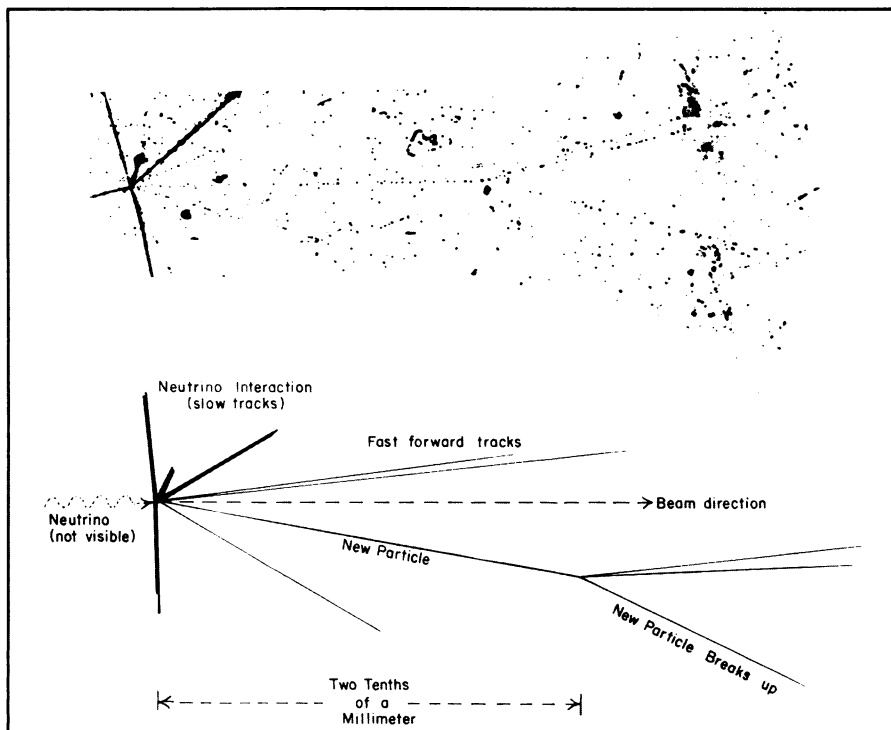 Neutrino Interaction
(slow tracks)
Fast forward tracks
Beam direction
Neutrino
(not visible)
New Particle
New Particle Breaks up
Two Tenths
of a
Millimeter